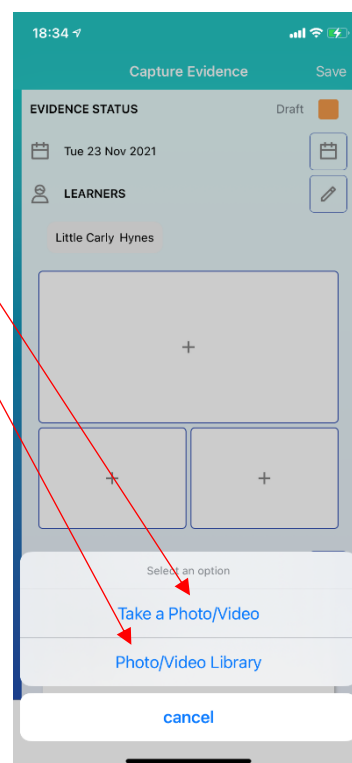 18:34
Capture Evidence Save
EVIDENCE STATUS Draft
Tue 23 Nov 2021
LEARNERS
Little Carly Hynes
+
+ +
Select an option
Take a Photo/Video
Photo/Video Library
cancel